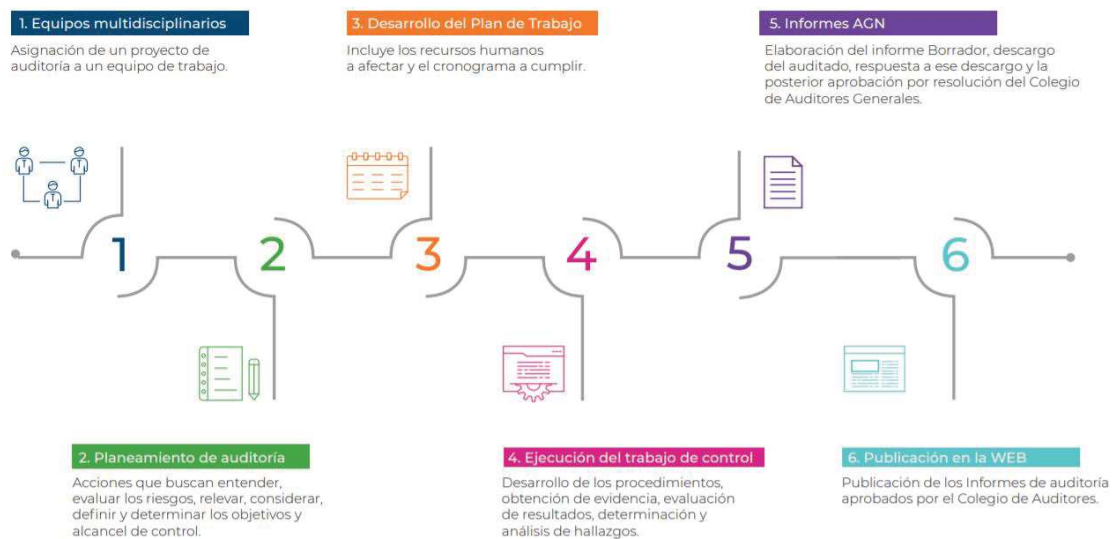 1. Equipos multidisciplinarios
Asignación de un proyecto de
auditoría a un equipo de trabajo.
3. Desarrollo del Plan de Trabajo
Incluye los recursos humanos
a afectar y el cronograma a cumplir.
5. Informes AGN
Elaboración del informe Borrador, descargo
del auditado, respuesta a ese descargo y la
posterior aprobación por resolución del Colegio
de Auditores Generales.
1
2
3
4
5
6
2. Planeamiento de auditoría
Acciones que buscan entender,
evaluar los riesgos, relevar, considerar,
definir y determinar los objetivos y
alcancel de control.
4. Ejecución del trabajo de control
Desarrollo de los procedimientos,
obtención de evidencia, evaluación
de resultados, determinación y
análisis de hallazgos.
6. Publicación en la WEB
Publicación de los Informes de auditoría
aprobados por el Colegio de Auditores.